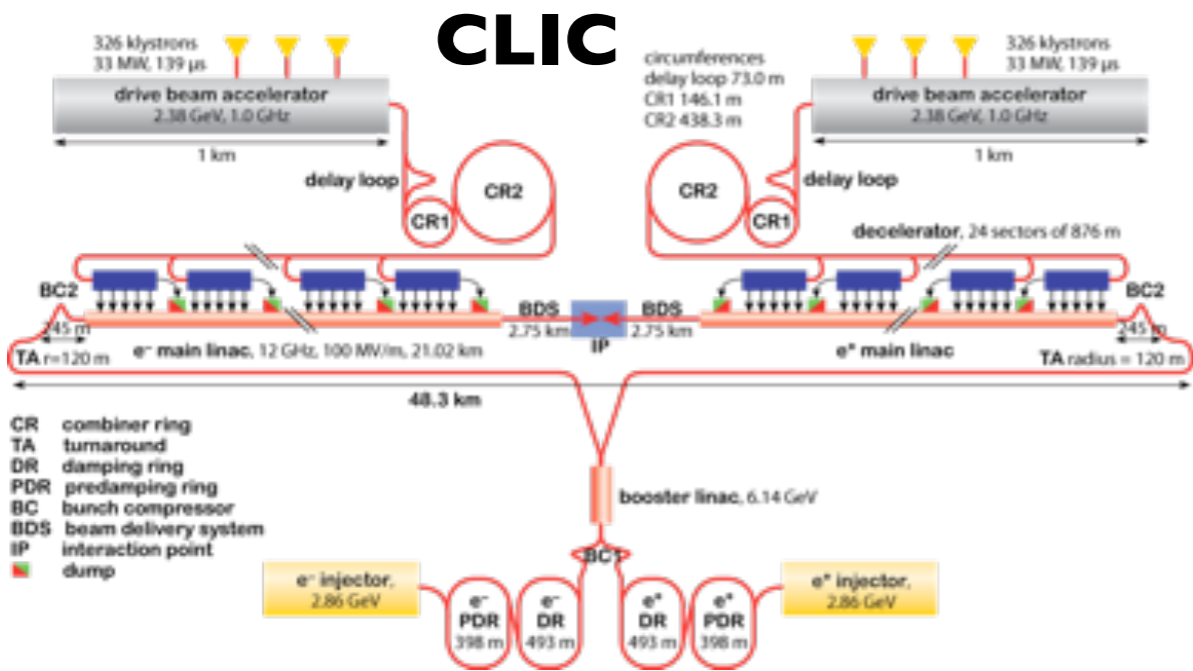 CLIC
326 klystrons
33 MW, 139 µs
drive beam accelerator
2.38 GeV, 1.0 GHz
1 km
delay loop
CR2
CR1
circumferences
delay loop 73.0 m
CR1 146.1 m
CR2 438.3 m
326 klystrons
33 MW, 139 µs
drive beam accelerator
2.38 GeV, 1.0 GHz
1 km
delay loop
CR2
CR1
decelerator, 24 sectors of 876 m
BC2
245 m
TA r=120 m
e⁻ main linac, 12 GHz, 100 MV/m, 21.02 km
BDS
2.75 km
IP
BDS
2.75 km
e⁺ main linac
BC2
245 m
TA radius = 120 m
48.3 km
CR combiner ring
TA turnaround
DR damping ring
PDR predamping ring
BC bunch compressor
BDS beam delivery system
IP interaction point
dump
booster linac, 6.14 GeV
BC1
e⁻ injector,
2.86 GeV
e⁻
PDR
398 m
e⁻
DR
493 m
e⁺
DR
493 m
e⁺
PDR
398 m
e⁺ injector,
2.86 GeV